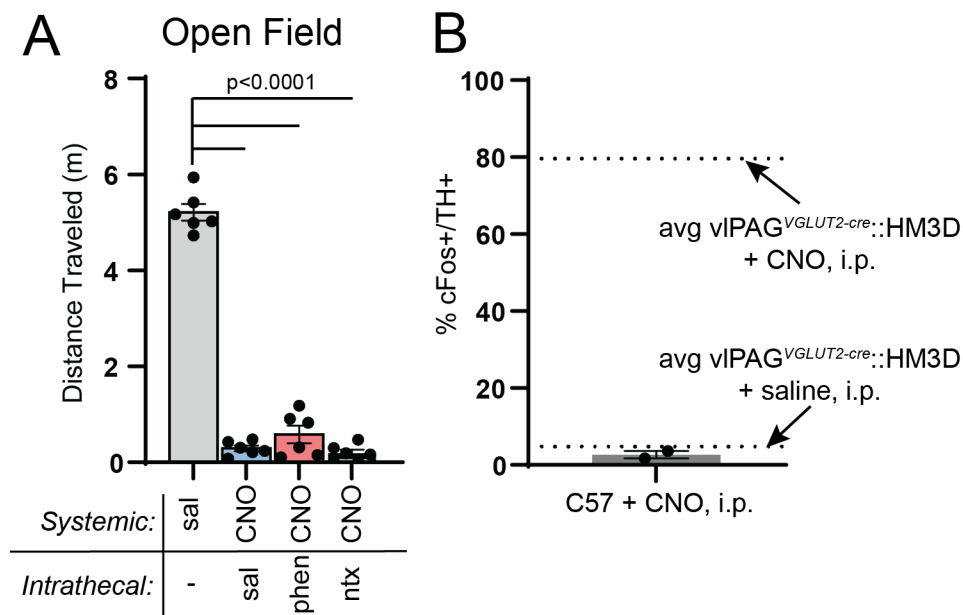 A
Open Field
Distance Traveled (m)
8
6
4
2
0
p<0.0001
Systemic:
sal
CNO
CNO
CNO
Intrathecal:
-
sal
phen
ntx
B
% cFos+/TH+
100
80
60
40
20
0
avg vlPAGVGLUT2-cre::HM3D
+ CNO, i.p.
avg vlPAGVGLUT2-cre::HM3D
+ saline, i.p.
C57 + CNO, i.p.